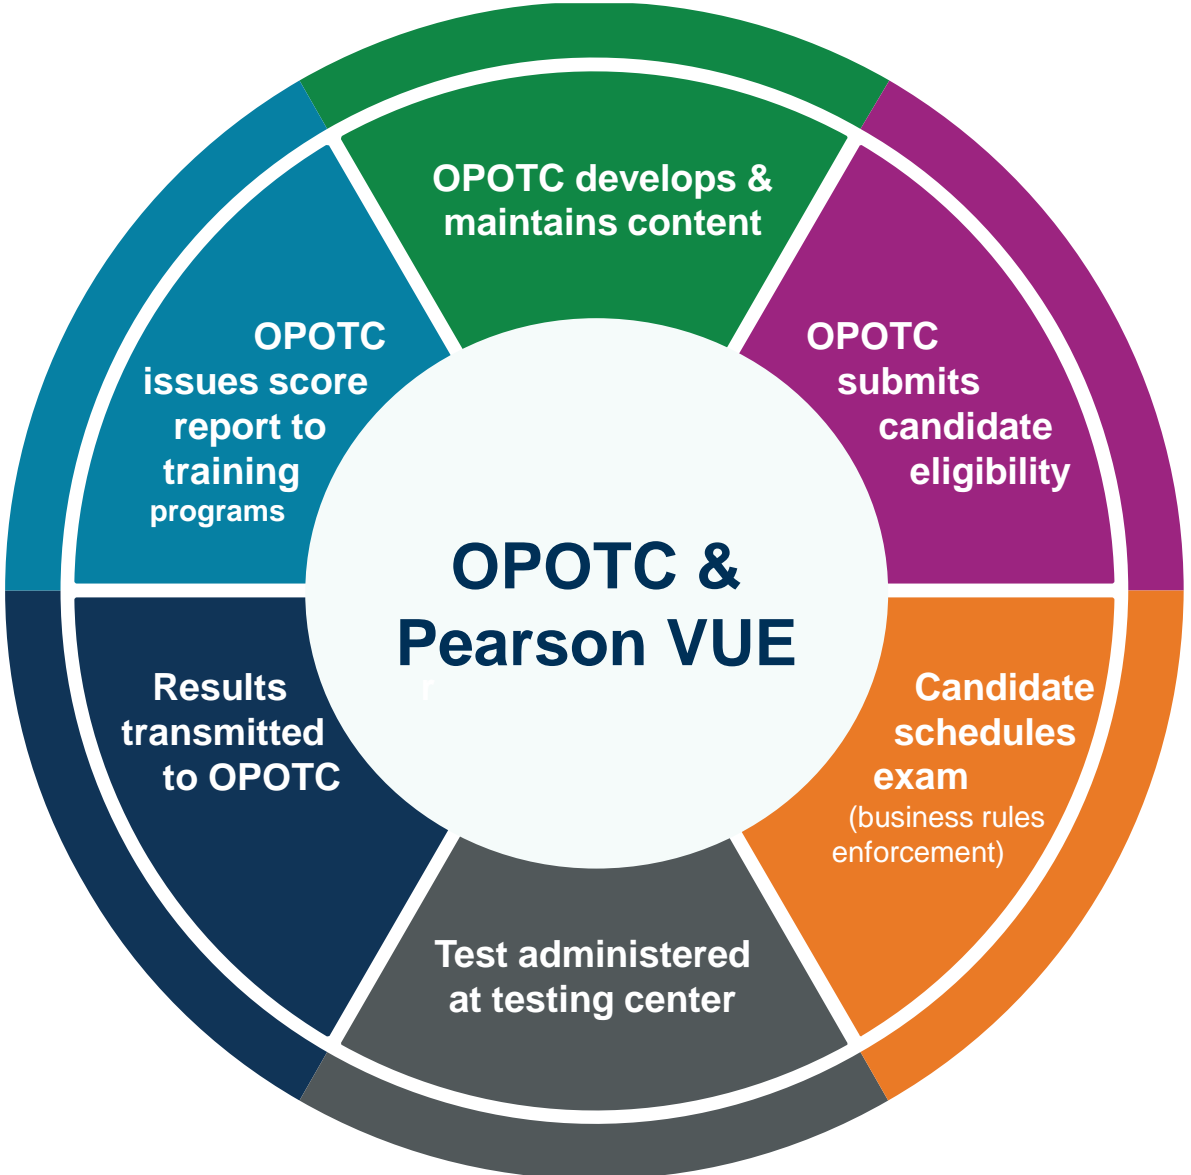 OPOTC develops &
maintains content
OPOTC
submits
candidate
eligibility
Candidate
schedules
exam
(business rules
enforcement)
Test administered
at testing center
Results
transmitted
to OPOTC
OPOTC
issues score
report to
training
programs
OPOTC &
Pearson VUE
r